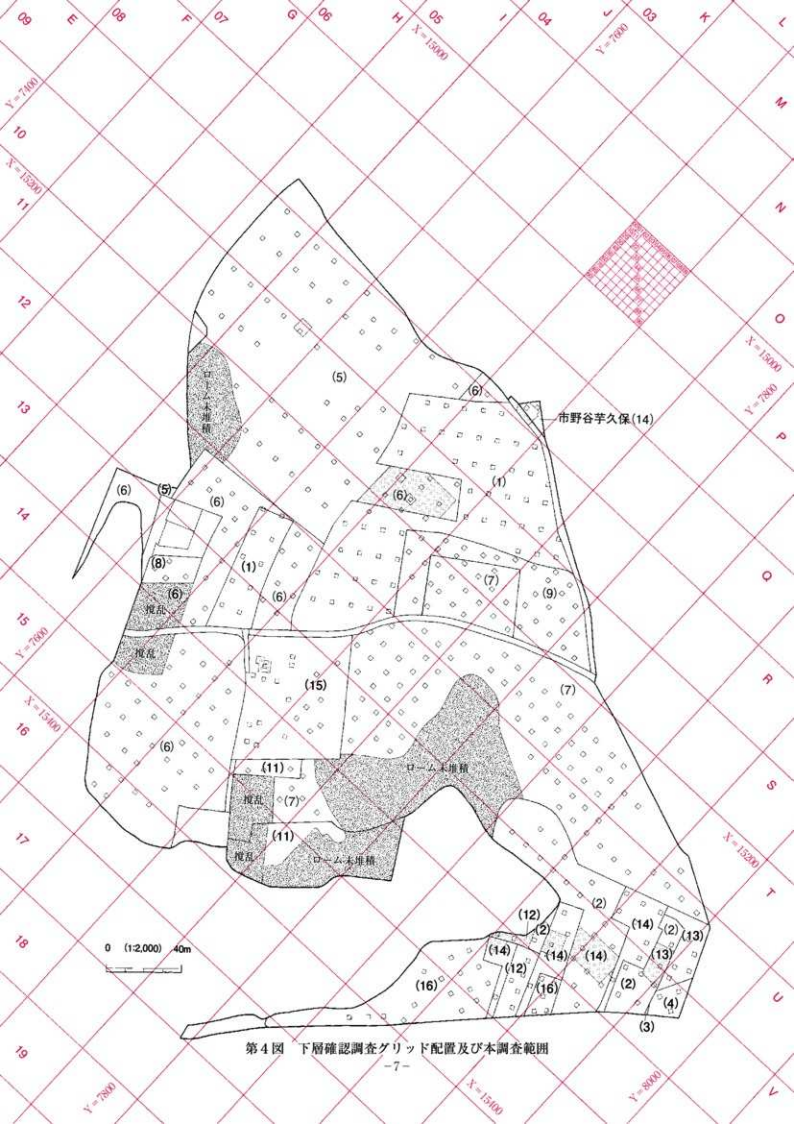 09 E 08 F 07 G 06 H 05 I 04 J 03 K L
X=15000
Y=7600
Y=7400
M
10
X=15200
11
N
12
O
X=15000
Y=7800
ローム未堆積
(5)
(6)
13
市野谷芋久保(14)
P
(6)
(5)
(6)
(6)
(1)
14
(8)
(1)
(7)
Q
(6)
(6)
(9)
攪乱
15
Y=7600
攪乱
(15)
(7)
R
X=15400
16
(6)
(11)
ローム未堆積
S
攪乱
(7)
17
(11)
X=15200
攪乱
ローム未堆積
T
(2)
(12)
(2)
(14)
(2)
(13)
18
0 (1:2,000) 40m
(14)
(14)
(14)
(13)
(12)
(16)
(16)
(2)
(4)
U
(3)
19
第4図 下層確認調査グリッド配置及び本調査範囲
-7-
Y=7800
X=15400
Y=8000
V